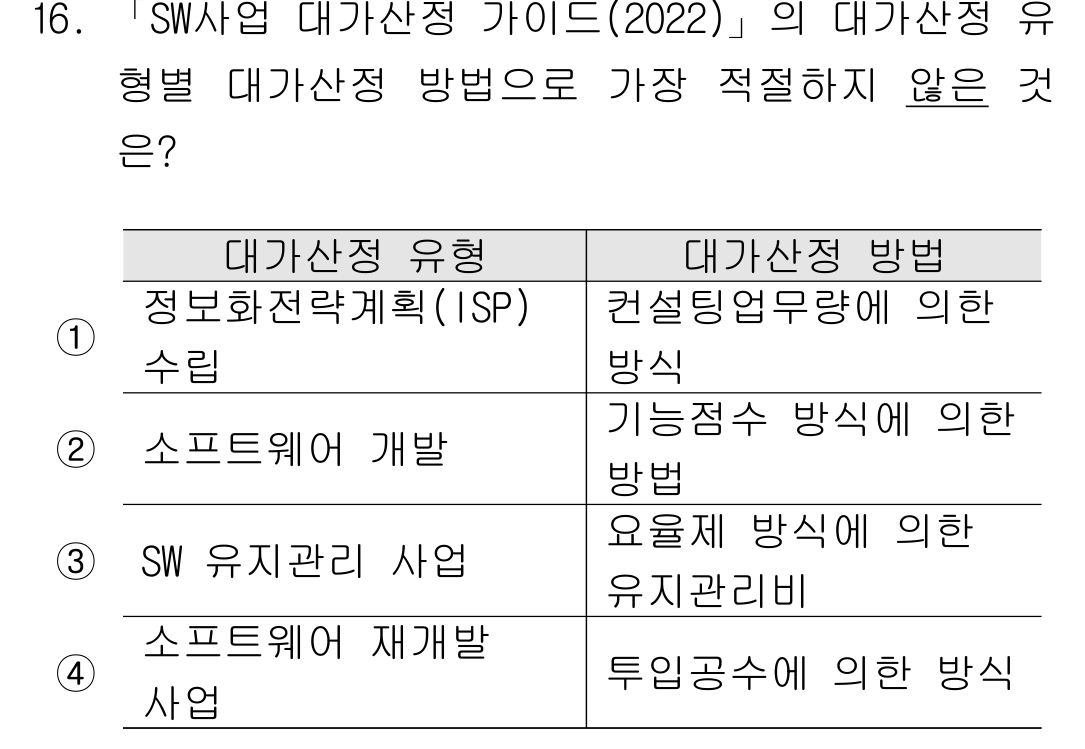 16. 「SW사업 대가산정 가이드(2022)」의 대가산정 유
형별 대가산정 방법으로 가장 적절하지 않은 것
은?
대가산정 유형 대가산정 방법
① 정보화전략계획(ISP) 수립 컨설팅업무량에 의한 방식
② 소프트웨어 개발 기능점수 방식에 의한 방법
③ SW 유지관리 사업 요율제 방식에 의한 유지관리비
④ 소프트웨어 재개발 사업 투입공수에 의한 방식